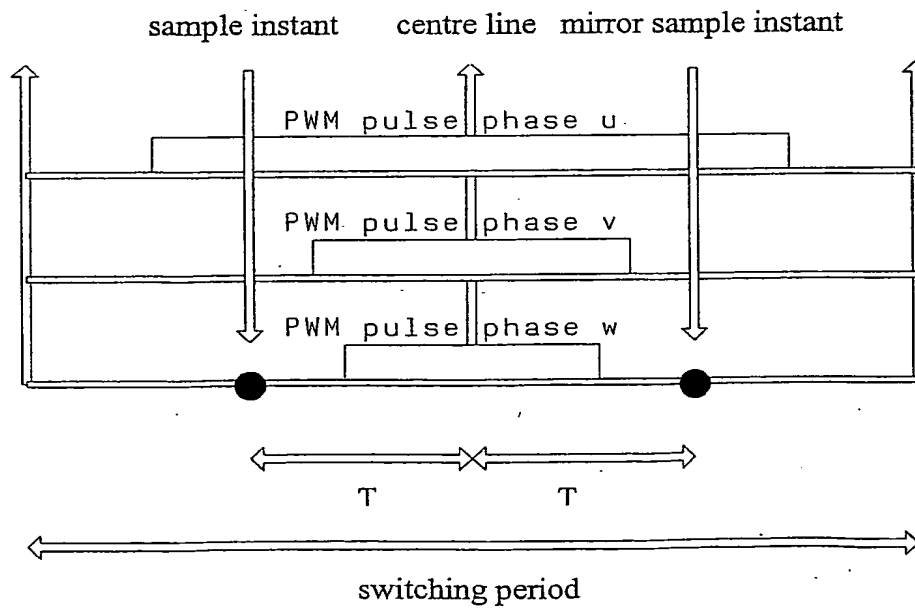 sample instant centre line mirror sample instant
PWM pulse phase u
PWM pulse phase v
PWM pulse phase w
T T
switching period